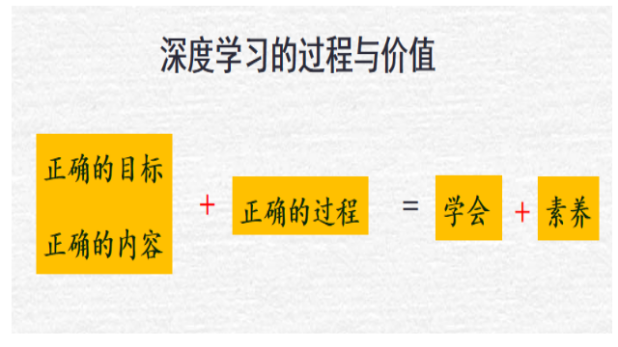 深度学习的过程与价值
正确的目标
正确的内容
+
正确的过程
=
学会
+
素养